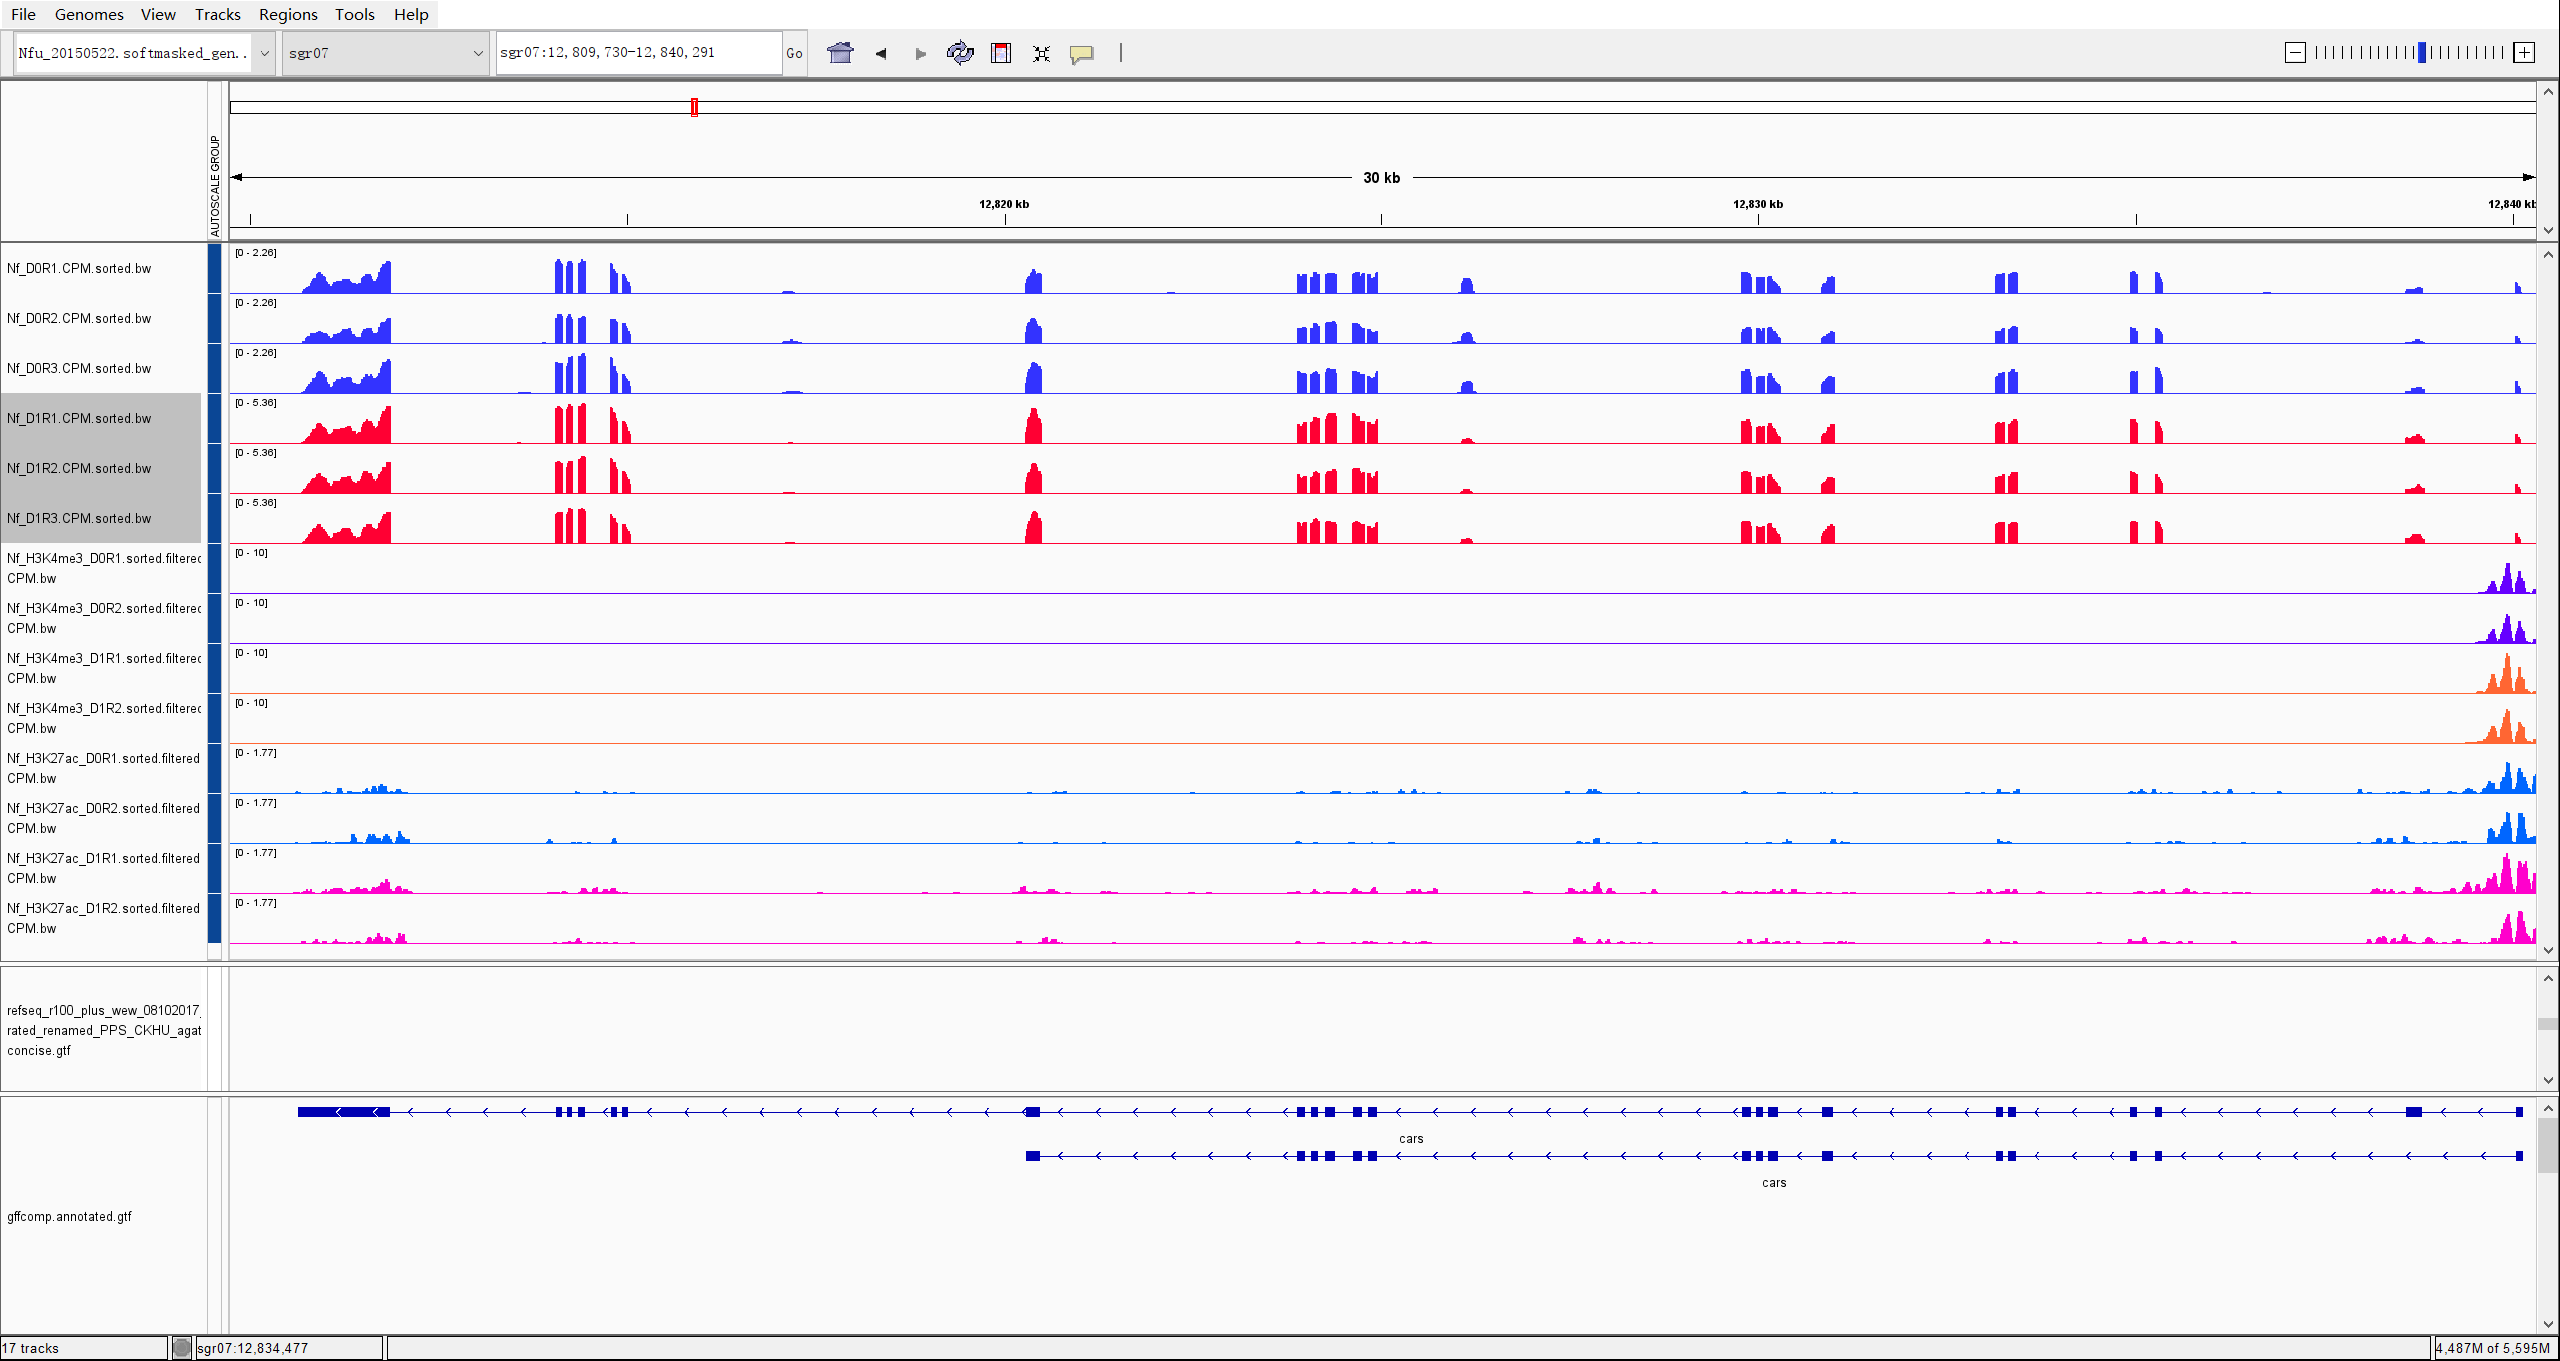 File Genomes View Tracks Regions Tools Help
Nfu_20150522.softmasked_gen.. sgr07 sgr07:12,809,730-12,840,291 Go
AUTOSCALE GROUP
30 kb
12,820 kb 12,830 kb 12,840 kb
Nf_D0R1.CPM.sorted.bw [0 - 2.26]
Nf_D0R2.CPM.sorted.bw [0 - 2.26]
Nf_D0R3.CPM.sorted.bw [0 - 2.26]
Nf_D1R1.CPM.sorted.bw [0 - 5.36]
Nf_D1R2.CPM.sorted.bw [0 - 5.36]
Nf_D1R3.CPM.sorted.bw [0 - 5.36]
Nf_H3K4me3_D0R1.sorted.filtered [0 - 10]
CPM.bw
Nf_H3K4me3_D0R2.sorted.filtered [0 - 10]
CPM.bw
Nf_H3K4me3_D1R1.sorted.filtered [0 - 10]
CPM.bw
Nf_H3K4me3_D1R2.sorted.filtered [0 - 10]
CPM.bw
Nf_H3K27ac_D0R1.sorted.filtered [0 - 1.77]
CPM.bw
Nf_H3K27ac_D0R2.sorted.filtered [0 - 1.77]
CPM.bw
Nf_H3K27ac_D1R1.sorted.filtered [0 - 1.77]
CPM.bw
Nf_H3K27ac_D1R2.sorted.filtered [0 - 1.77]
CPM.bw
refseq_r100_plus_wew_08102017_
rated_renamed_PPS_CKHU_agat
concise.gtf
cars
cars
gffcomp.annotated.gtf
17 tracks sgr07:12,834,477 4,487M of 5,595M